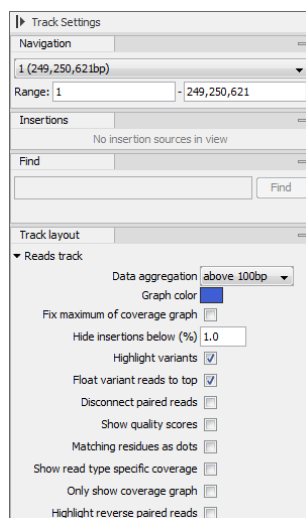 Track Settings
Navigation
1 (249,250,621bp)
Range: 1 - 249,250,621
Insertions
No insertion sources in view
Find
Find
Track layout
Reads track
Data aggregation above 100bp
Graph color
Fix maximum of coverage graph
Hide insertions below (%) 1.0
Highlight variants
Float variant reads to top
Disconnect paired reads
Show quality scores
Matching residues as dots
Show read type specific coverage
Only show coverage graph
Highlight reverse paired reads